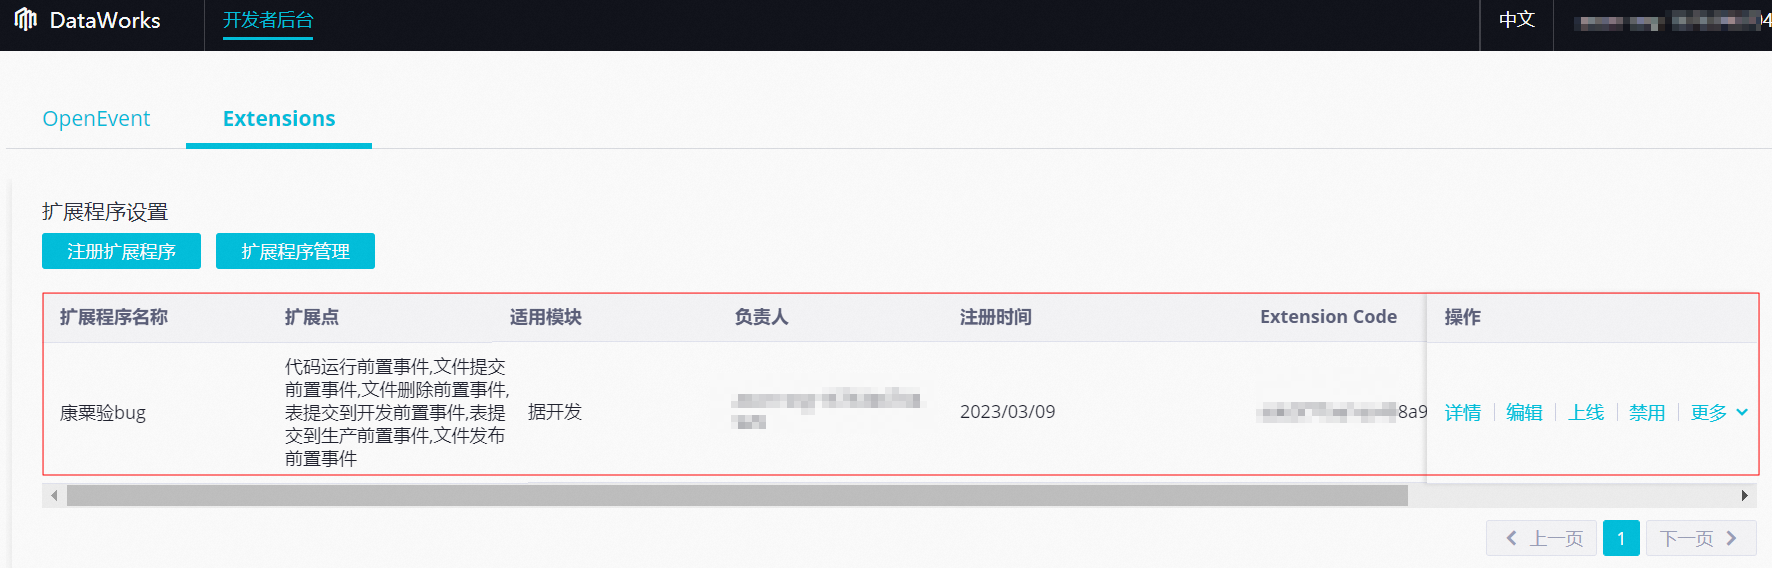 DataWorks
开发者后台
中文
OpenEvent
Extensions
扩展程序设置
注册扩展程序
扩展程序管理
扩展程序名称
扩展点
适用模块
负责人
注册时间
Extension Code
操作
康粟验bug
代码运行前置事件,文件提交
前置事件,文件删除前置事件,
表提交到开发前置事件,表提
交到生产前置事件,文件发布
前置事件
据开发
2023/03/09
8a9
详情
编辑
上线
禁用
更多
上一页
1
下一页